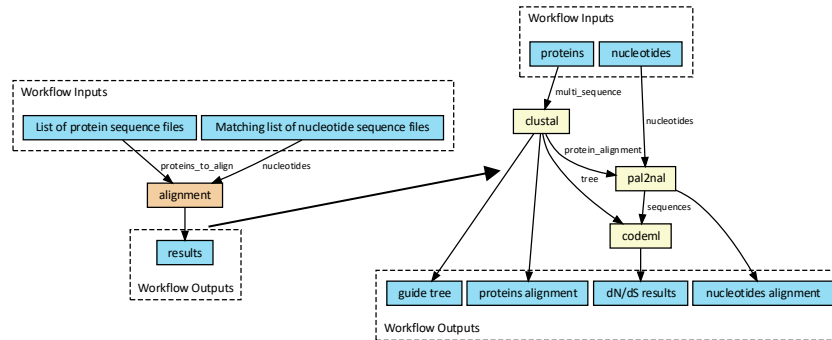 Workflow Inputs
List of protein sequence files
Matching list of nucleotide sequence files
proteins_to_align
nucleotides
alignment
results
Workflow Outputs
Workflow Inputs
proteins
nucleotides
multi_sequence
nucleotides
clustal
protein_alignment
tree
pal2nal
sequences
codeml
guide tree
proteins alignment
dN/dS results
nucleotides alignment
Workflow Outputs